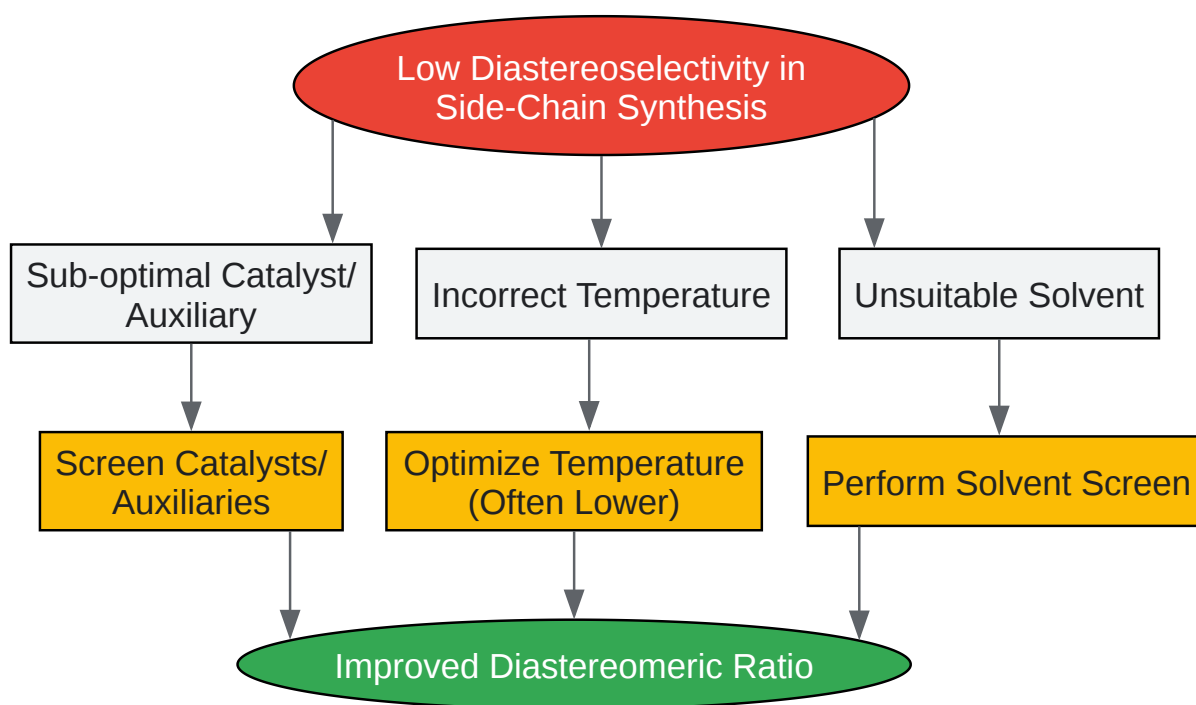 Low Diastereoselectivity in
Side-Chain Synthesis
Sub-optimal Catalyst/
Auxiliary
Incorrect Temperature
Unsuitable Solvent
Screen Catalysts/
Auxiliaries
Optimize Temperature
(Often Lower)
Perform Solvent Screen
Improved Diastereomeric Ratio